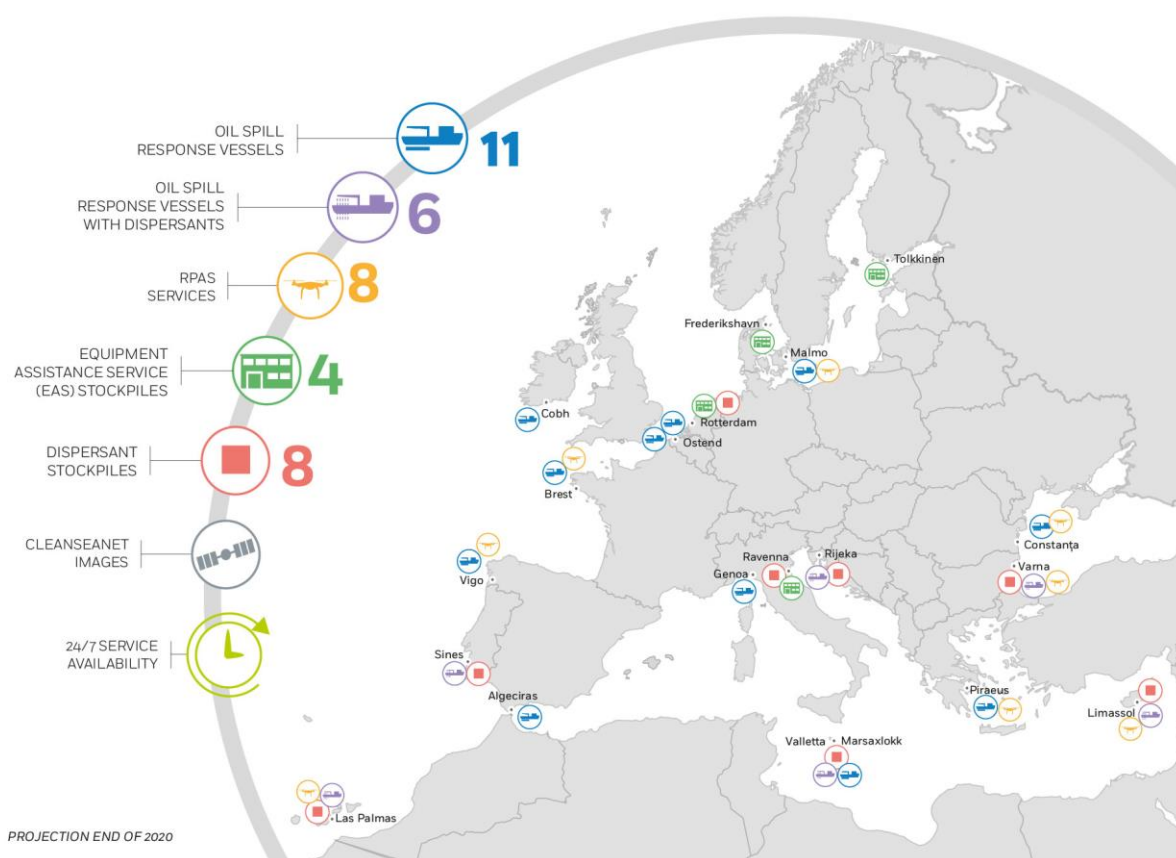 OIL SPILL
RESPONSE VESSELS
11
OIL SPILL
RESPONSE VESSELS
WITH DISPERSANTS
6
RPAS
SERVICES
8
EQUIPMENT
ASSISTANCE SERVICE
(EAS) STOCKPILES
4
DISPERSANT
STOCKPILES
8
CLEANSEANET
IMAGES
24/7 SERVICE
AVAILABILITY
Tolkkinen
Frederikshavn
Malmo
Cobh
Rotterdam
Ostend
Brest
Constanţa
Ravenna
Rijeka
Genoa
Varna
Vigo
Sines
Algeciras
Piraeus
Limassol
Valletta
Marsaxlokk
Las Palmas
PROJECTION END OF 2020